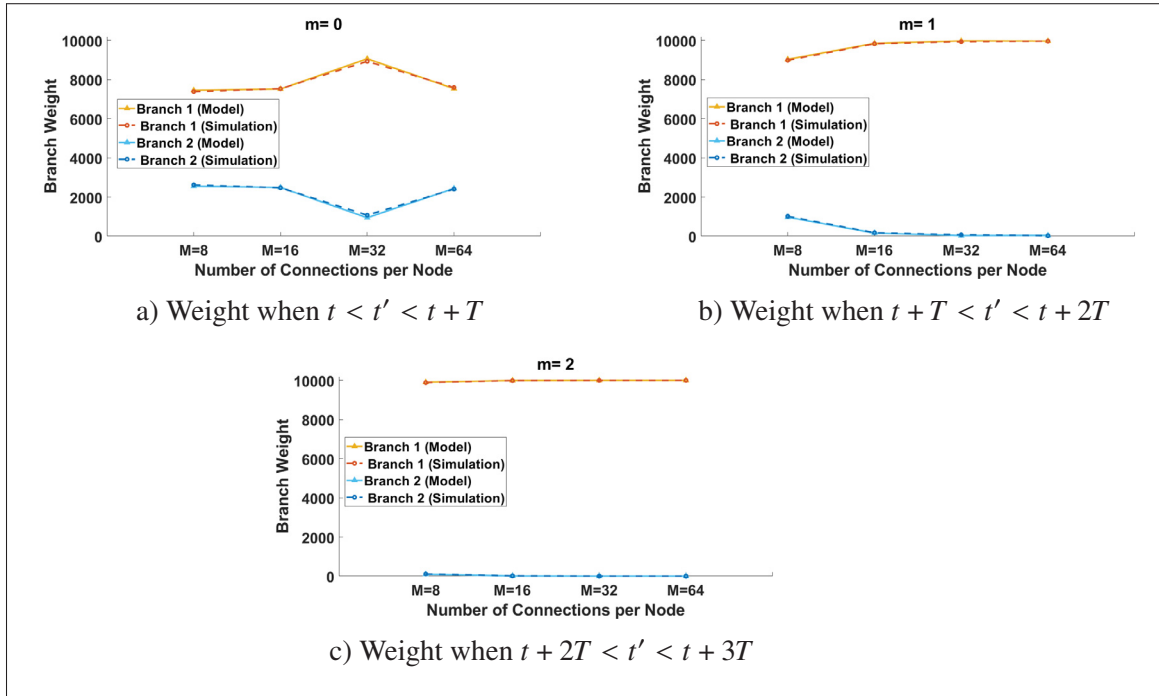 m= 0
10000
8000
6000
4000
2000
0
Branch Weight
Branch 1 (Model)
Branch 1 (Simulation)
Branch 2 (Model)
Branch 2 (Simulation)
M=8 M=16 M=32 M=64
Number of Connections per Node
a) Weight when t < t′ < t + T
m= 1
10000
8000
6000
4000
2000
0
Branch Weight
Branch 1 (Model)
Branch 1 (Simulation)
Branch 2 (Model)
Branch 2 (Simulation)
M=8 M=16 M=32 M=64
Number of Connections per Node
b) Weight when t + T < t′ < t + 2T
m= 2
10000
8000
6000
4000
2000
0
Branch Weight
Branch 1 (Model)
Branch 1 (Simulation)
Branch 2 (Model)
Branch 2 (Simulation)
M=8 M=16 M=32 M=64
Number of Connections per Node
c) Weight when t + 2T < t′ < t + 3T